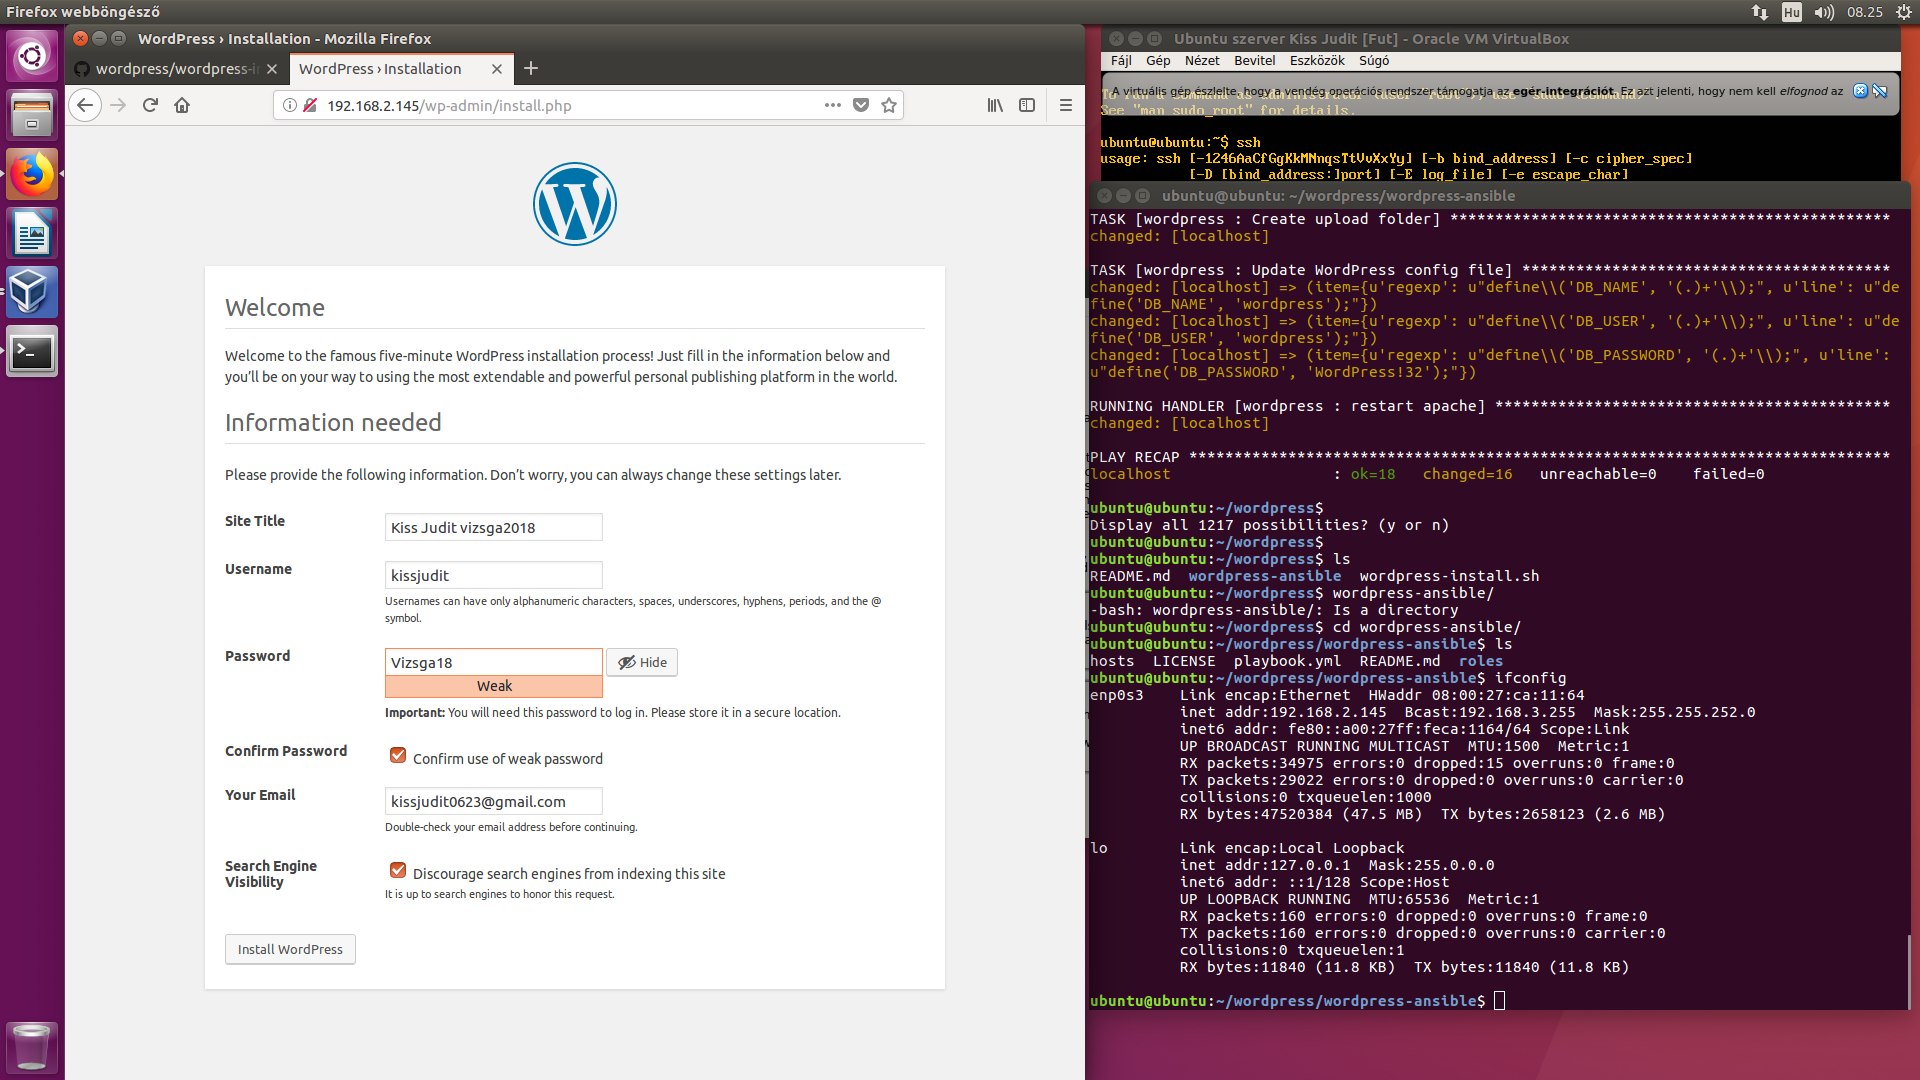 Firefox webböngésző
Hu
08.25
WordPress › Installation - Mozilla Firefox
wordpress/wordpress-i
WordPress › Installation
192.168.2.145/wp-admin/install.php
Welcome
Welcome to the famous five-minute WordPress installation process! Just fill in the information below and
you’ll be on your way to using the most extendable and powerful personal publishing platform in the world.
Information needed
Please provide the following information. Don’t worry, you can always change these settings later.
Site Title
Kiss Judit vizsga2018
Username
kissjudit
Usernames can have only alphanumeric characters, spaces, underscores, hyphens, periods, and the @
symbol.
Password
Vizsga18
Hide
Weak
Important: You will need this password to log in. Please store it in a secure location.
Confirm Password
Confirm use of weak password
Your Email
kissjudit0623@gmail.com
Double-check your email address before continuing.
Search Engine
Visibility
Discourage search engines from indexing this site
It is up to search engines to honor this request.
Install WordPress
Ubuntu szerver Kiss Judit [Fut] - Oracle VM VirtualBox
Fájl Gép Nézet Bevitel Eszközök Súgó
A virtuális gép észlelte, hogy a vendég operációs rendszer támogatja az egér-integrációt. Ez azt jelenti, hogy nem kell elfognod az
See "man sudo_root" for details.
ubuntu@ubuntu:~$ ssh
usage: ssh [-1246AaCfGgKkMNnqsTtVvXxYy] [-b bind_address] [-c cipher_spec]
[-D [bind_address:]port] [-E log_file] [-e escape_char]
ubuntu@ubuntu: ~/wordpress/wordpress-ansible
TASK [wordpress : Create upload folder] *************************************************
changed: [localhost]
TASK [wordpress : Update WordPress config file] *****************************************
changed: [localhost] => (item={u'regexp': u"define\\('DB_NAME', '(.)+'\\);", u'line': u"de
fine('DB_NAME', 'wordpress');"})
changed: [localhost] => (item={u'regexp': u"define\\('DB_USER', '(.)+'\\);", u'line': u"de
fine('DB_USER', 'wordpress');"})
changed: [localhost] => (item={u'regexp': u"define\\('DB_PASSWORD', '(.)+'\\);", u'line':
u"define('DB_PASSWORD', 'WordPress!32');"})
RUNNING HANDLER [wordpress : restart apache] ********************************************
changed: [localhost]
PLAY RECAP ******************************************************************************
localhost : ok=18 changed=16 unreachable=0 failed=0
ubuntu@ubuntu:~/wordpress$
Display all 1217 possibilities? (y or n)
ubuntu@ubuntu:~/wordpress$
ubuntu@ubuntu:~/wordpress$ ls
README.md wordpress-ansible wordpress-install.sh
ubuntu@ubuntu:~/wordpress$ wordpress-ansible/
-bash: wordpress-ansible/: Is a directory
ubuntu@ubuntu:~/wordpress$ cd wordpress-ansible/
ubuntu@ubuntu:~/wordpress/wordpress-ansible$ ls
hosts LICENSE playbook.yml README.md roles
ubuntu@ubuntu:~/wordpress/wordpress-ansible$ ifconfig
enp0s3 Link encap:Ethernet HWaddr 08:00:27:ca:11:64
inet addr:192.168.2.145 Bcast:192.168.3.255 Mask:255.255.252.0
inet6 addr: fe80::a00:27ff:feca:1164/64 Scope:Link
UP BROADCAST RUNNING MULTICAST MTU:1500 Metric:1
RX packets:34975 errors:0 dropped:15 overruns:0 frame:0
TX packets:29022 errors:0 dropped:0 overruns:0 carrier:0
collisions:0 txqueuelen:1000
RX bytes:47520384 (47.5 MB) TX bytes:2658123 (2.6 MB)
lo Link encap:Local Loopback
inet addr:127.0.0.1 Mask:255.0.0.0
inet6 addr: ::1/128 Scope:Host
UP LOOPBACK RUNNING MTU:65536 Metric:1
RX packets:160 errors:0 dropped:0 overruns:0 frame:0
TX packets:160 errors:0 dropped:0 overruns:0 carrier:0
collisions:0 txqueuelen:1
RX bytes:11840 (11.8 KB) TX bytes:11840 (11.8 KB)
ubuntu@ubuntu:~/wordpress/wordpress-ansible$